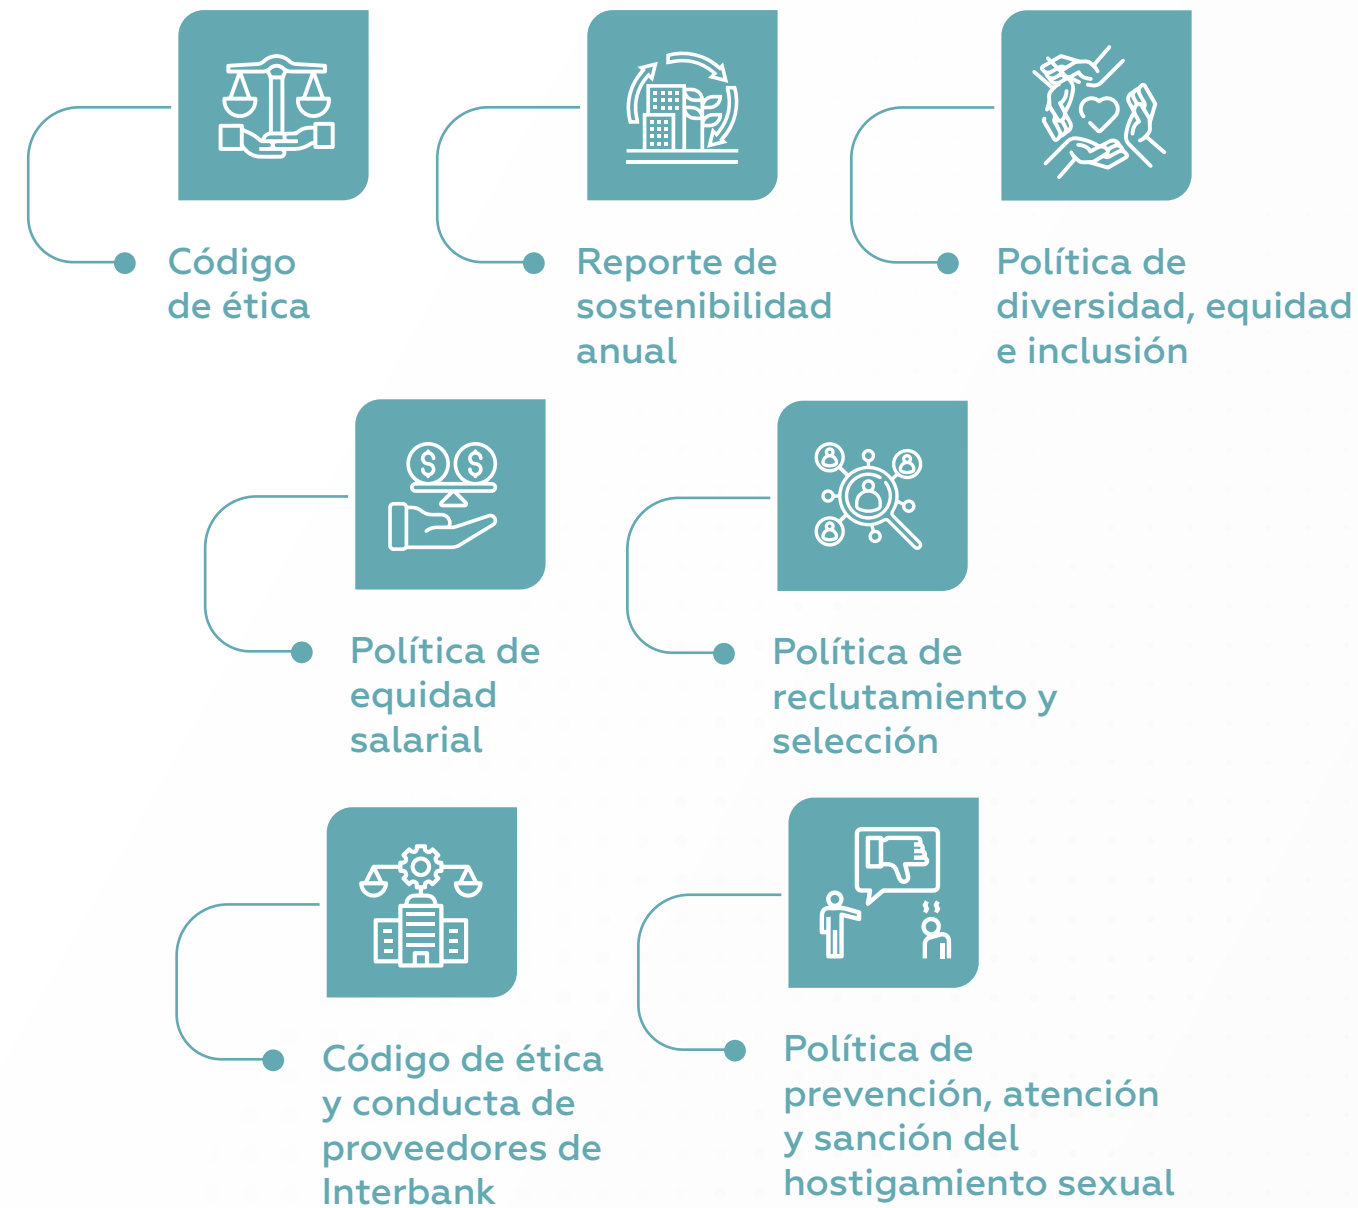 Código
de ética
Reporte de
sostenibilidad
anual
Política de
diversidad, equidad
e inclusión
Política de
equidad
salarial
Política de
reclutamiento y
selección
Código de ética
y conducta de
proveedores de
Interbank
Política de
prevención, atención
y sanción del
hostigamiento sexual